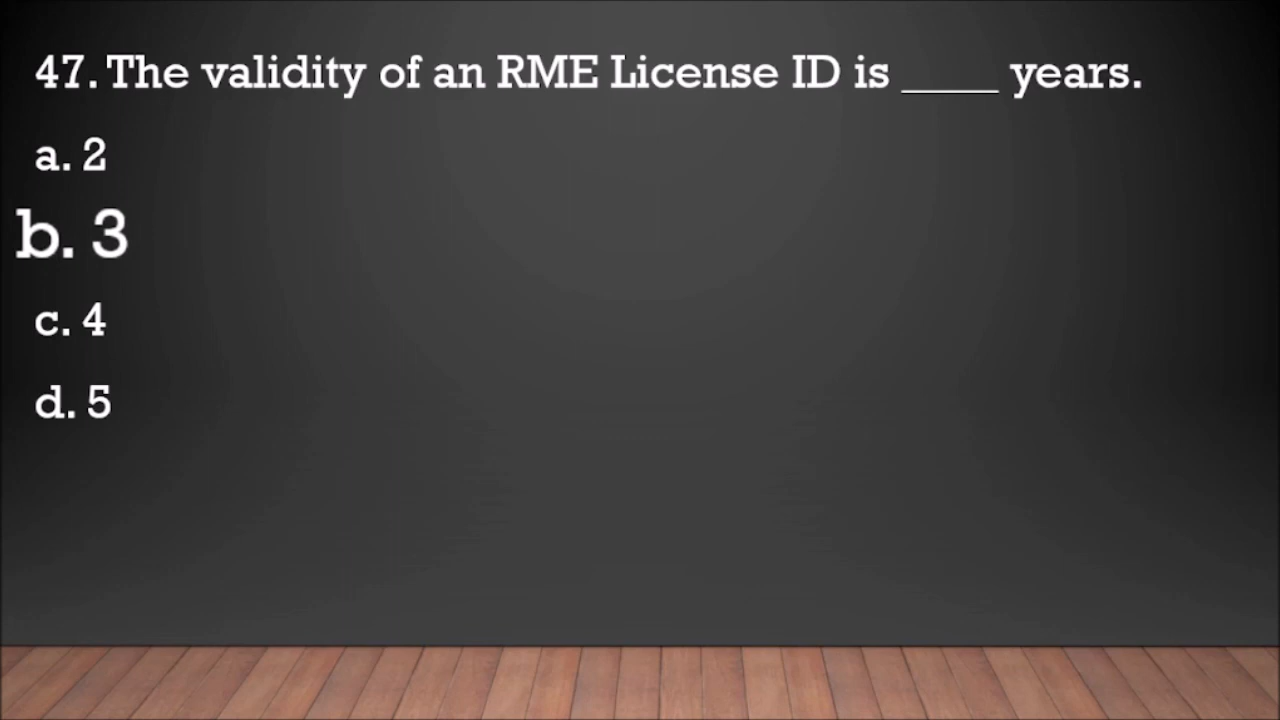 47. The validity of an RME License ID is _____ years.
a. 2
b. 3
c. 4
d. 5